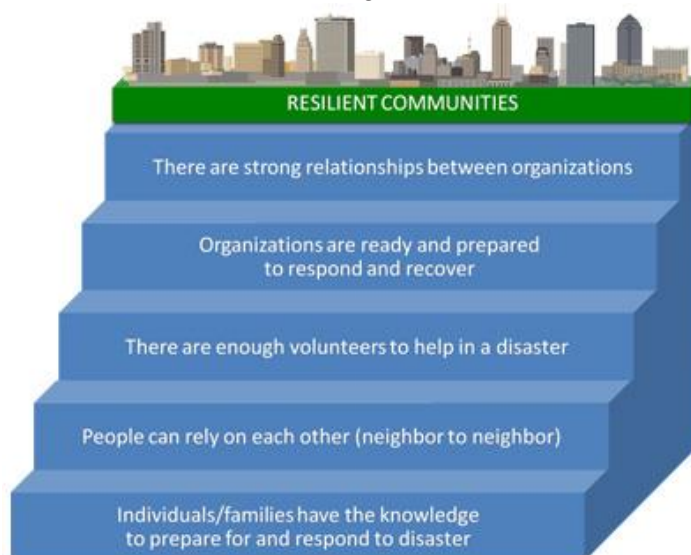 RESILIENT COMMUNITIES
There are strong relationships between organizations
Organizations are ready and prepared
to respond and recover
There are enough volunteers to help in a disaster
People can rely on each other (neighbor to neighbor)
Individuals/families have the knowledge
to prepare for and respond to disaster